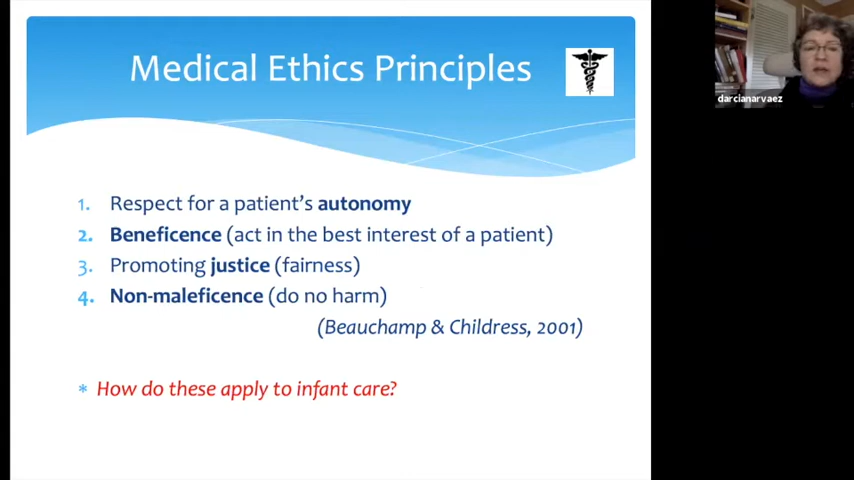 Medical Ethics Principles
darcianarvaez
1. Respect for a patient's autonomy
2. Beneficence (act in the best interest of a patient)
3. Promoting justice (fairness)
4. Non-maleficence (do no harm)
(Beauchamp & Childress, 2001)
* How do these apply to infant care?